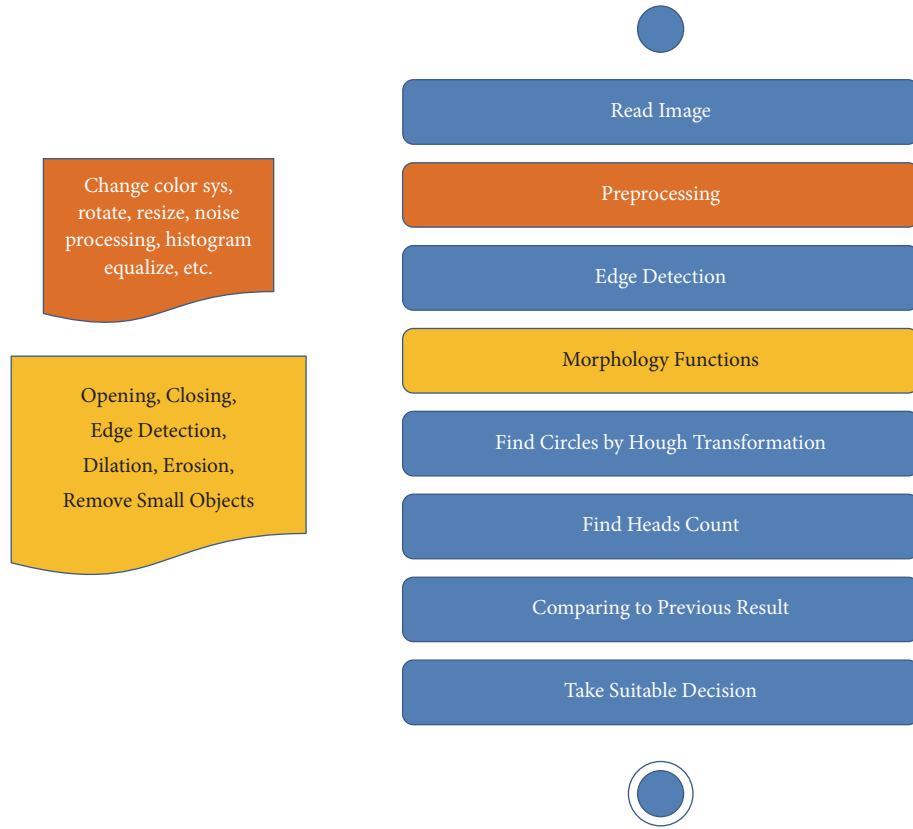 Read Image
Preprocessing
Edge Detection
Morphology Functions
Find Circles by Hough Transformation
Find Heads Count
Comparing to Previous Result
Take Suitable Decision
Change color sys,
rotate, resize, noise
processing, histogram
equalize, etc.
Opening, Closing,
Edge Detection,
Dilation, Erosion,
Remove Small Objects